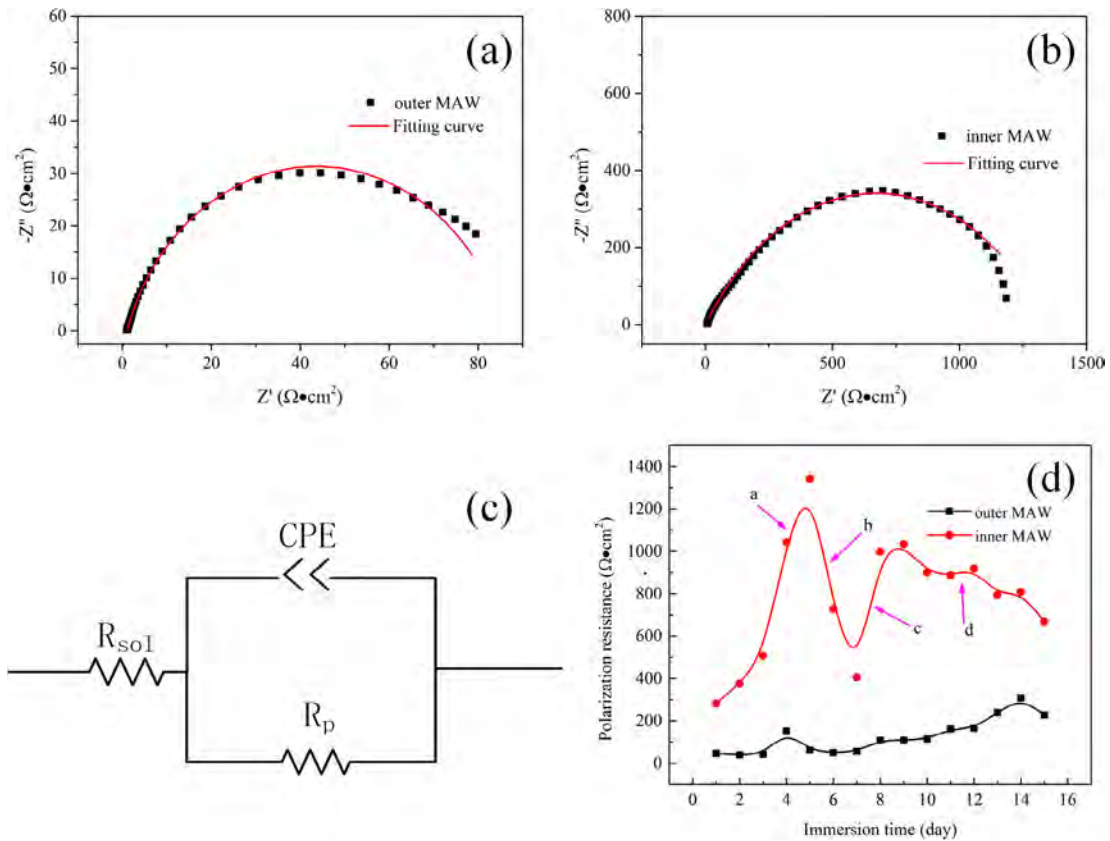 (a)
60
50
40
30
20
10
0
-Z" (Ω●cm²)
outer MAW
Fitting curve
0 20 40 60 80
Z' (Ω●cm²)
(b)
800
600
400
200
0
-Z" (Ω●cm²)
inner MAW
Fitting curve
0 500 1000 1500
Z' (Ω●cm²)
(c)
CPE
Rsol
Rp
(d)
1400
1200
1000
800
600
400
200
0
Polarization resistance (Ω●cm²)
outer MAW
inner MAW
a
b
c
d
0 2 4 6 8 10 12 14 16
Immersion time (day)